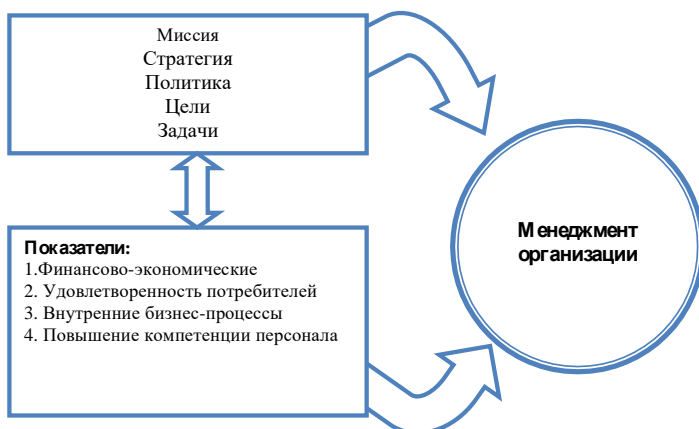 Миссия
Стратегия
Политика
Цели
Задачи
Показатели:
1.Финансово-экономические
2. Удовлетворенность потребителей
3. Внутренние бизнес-процессы
4. Повышение компетенции персонала
Менеджмент
организации